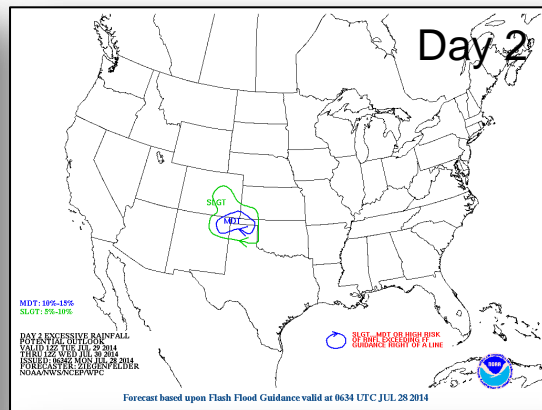 Day 2
SLGT
MDT
MDT: 10%-15%
SLGT: 5%-10%
DAY 2 EXCESSIVE RAINFALL
POTENTIAL OUTLOOK
VALID 12Z TUE JUL 29 2014
THRU 12Z WED JUL 30 2014
ISSUED: 0634Z MON JUL 28 2014
FORECASTER: ZIEGENFELDER
NOAA/NWS/NCEP/WPC
SLGT, MDT OR HIGH RISK
OF RNFL EXCEEDING FF
GUIDANCE RIGHT OF A LINE
NOAA
Forecast based upon Flash Flood Guidance valid at 0634 UTC JUL 28 2014